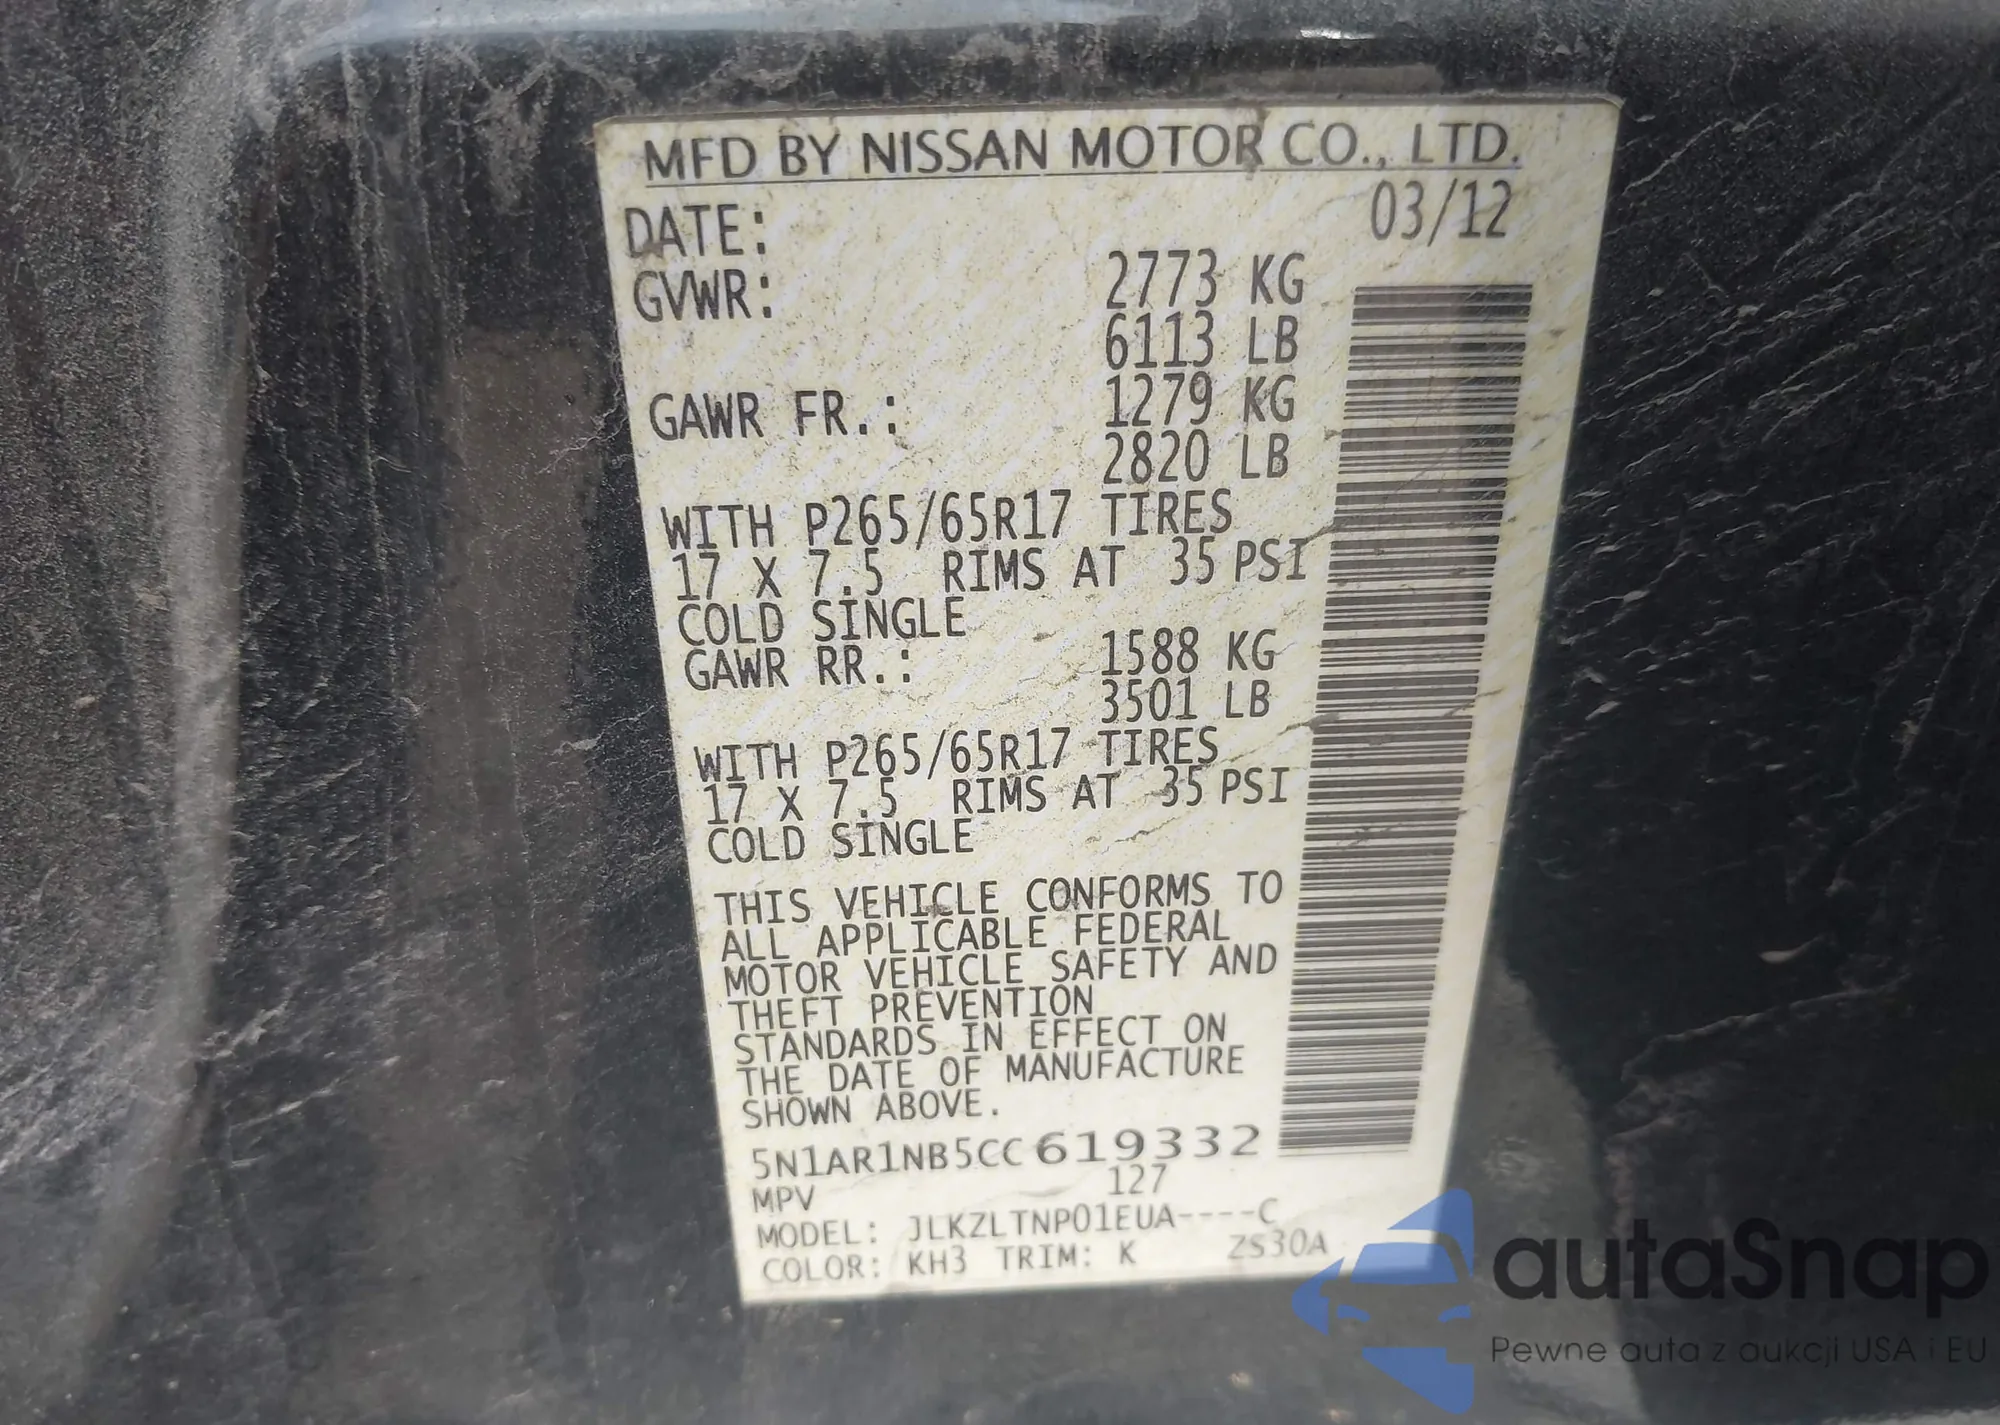 MFD BY NISSAN MOTOR CO., LTD.
DATE: 03/12
GVWR: 2773 KG
6113 LB
GAWR FR.: 1279 KG
2820 LB
WITH P265/65R17 TIRES
17 X 7.5 RIMS AT 35 PSI
COLD SINGLE
GAWR RR.: 1588 KG
3501 LB
WITH P265/65R17 TIRES
17 X 7.5 RIMS AT 35 PSI
COLD SINGLE
THIS VEHICLE CONFORMS TO
ALL APPLICABLE FEDERAL
MOTOR VEHICLE SAFETY AND
THEFT PREVENTION
STANDARDS IN EFFECT ON
THE DATE OF MANUFACTURE
SHOWN ABOVE.
5N1AR1NB5CC619332
MPV 127
MODEL: JLKZLTNP01EUA----C
COLOR: KH3 TRIM: K ZS30A
autaSnap
Pewne auta z aukcji USA i EU